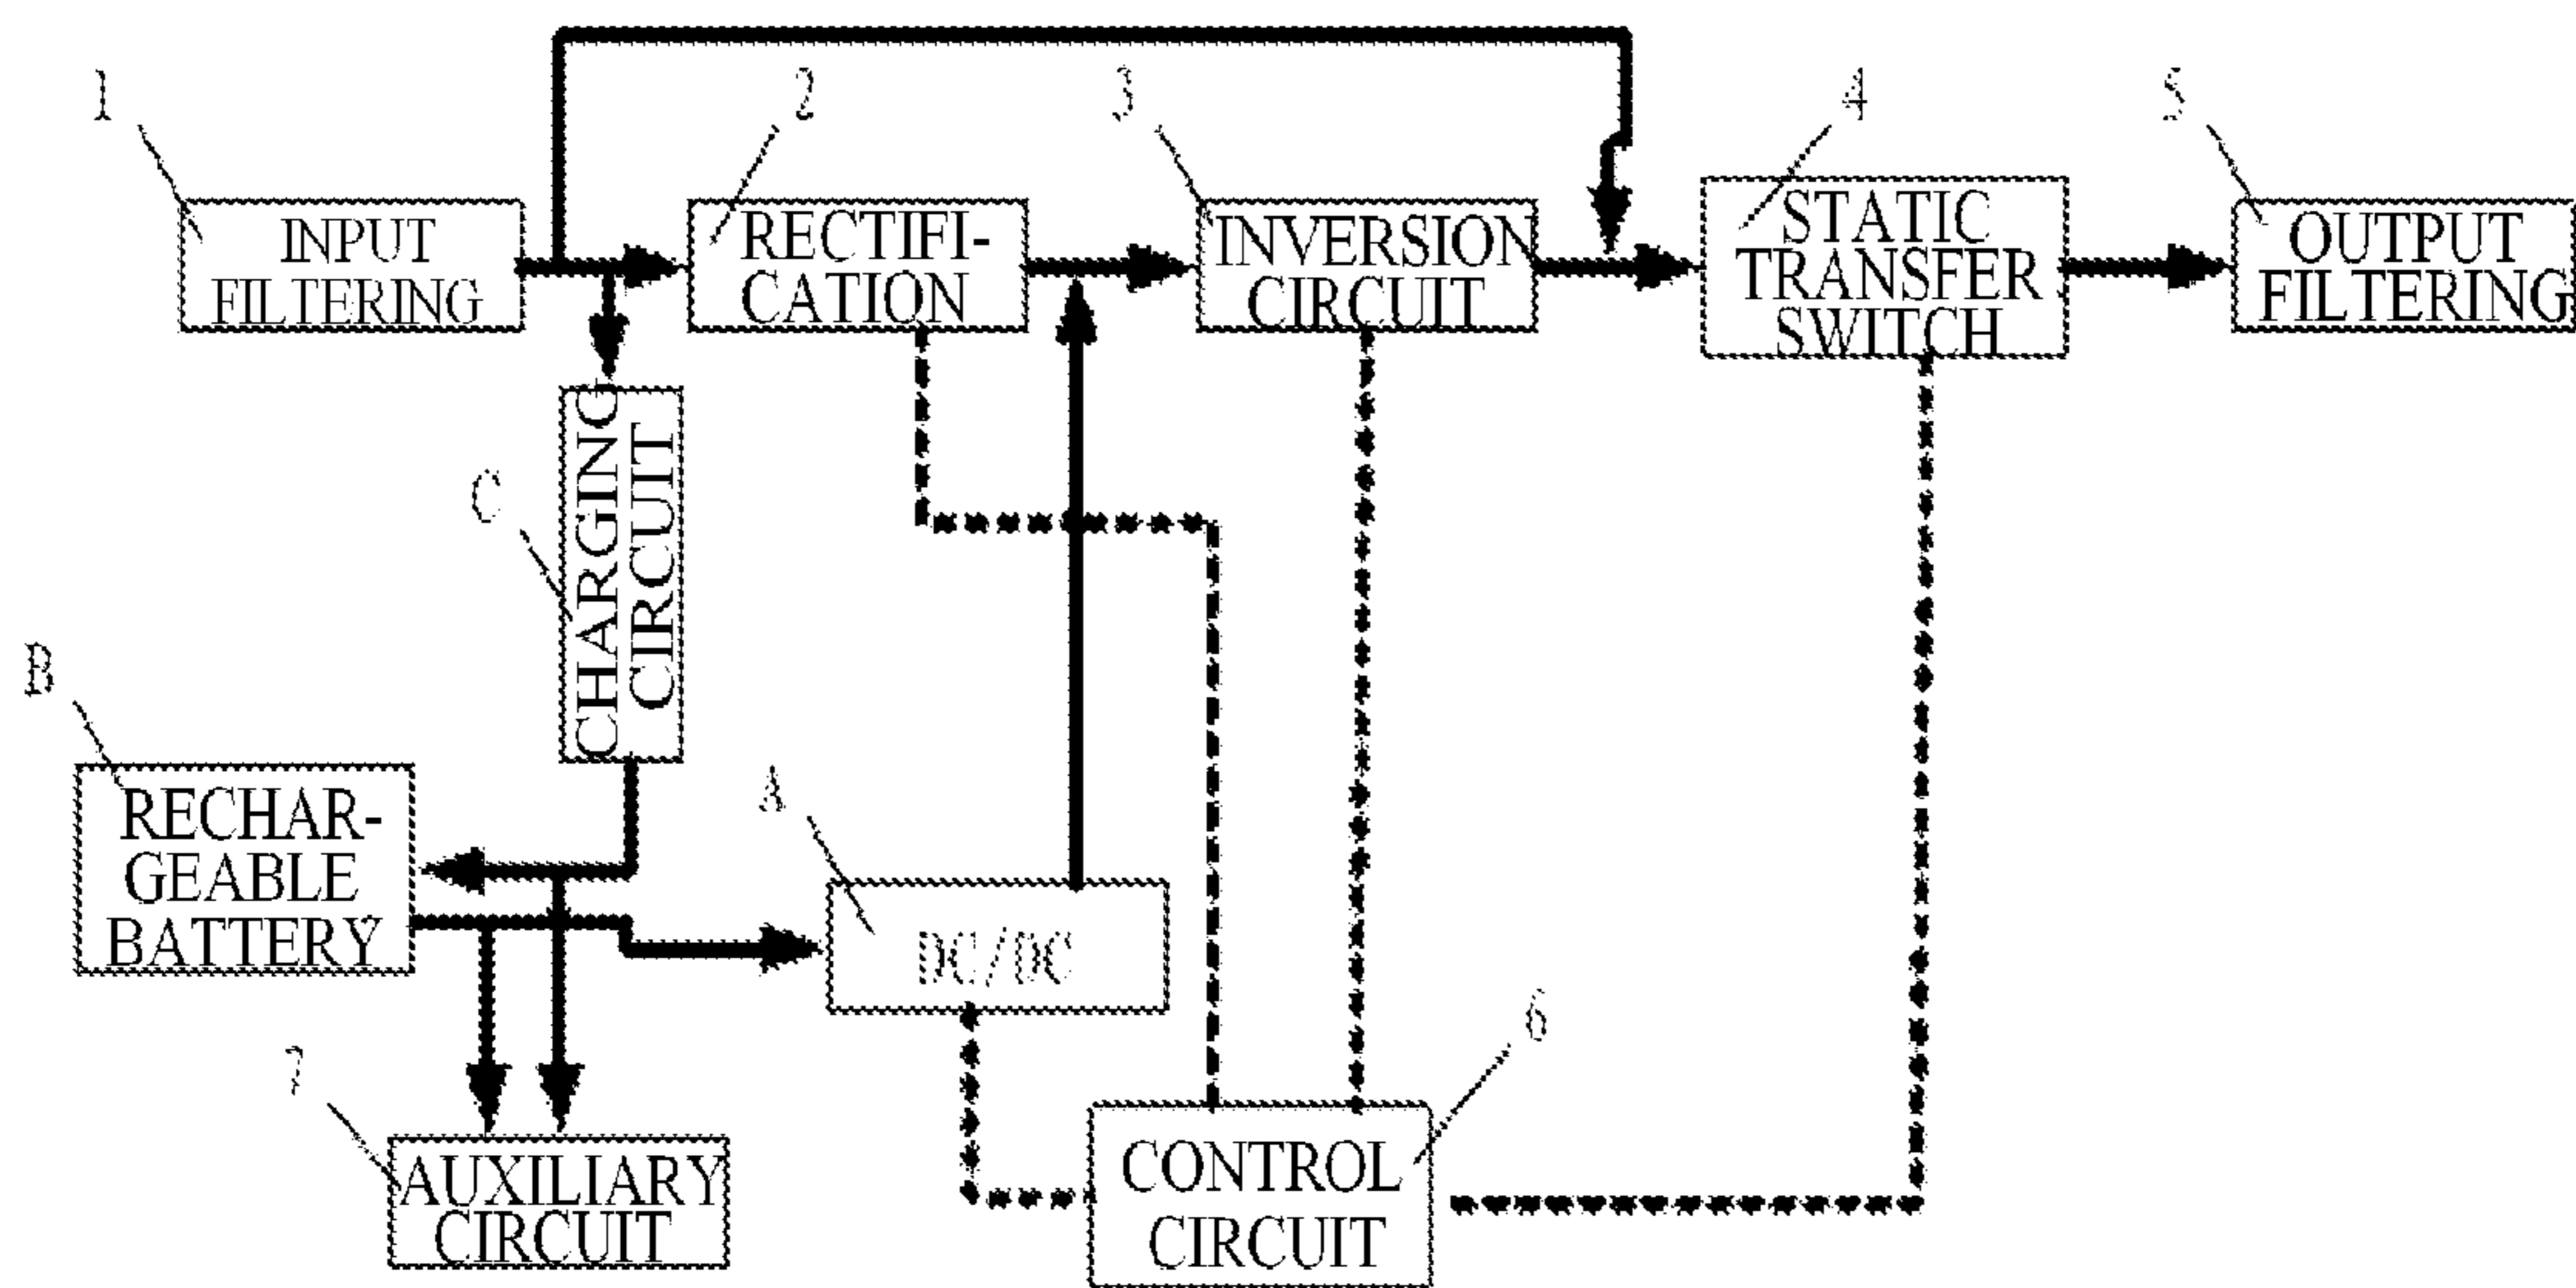 1
2
3
4
5
INPUT
FILTERING
RECTIFI-
CATION
INVERSION
CIRCUIT
STATIC
TRANSFER
SWITCH
OUTPUT
FILTERING
C
CHARGING
CIRCUIT
B
RECHAR-
GEABLE
BATTERY
A
DC/DC
6
CONTROL
CIRCUIT
7
AUXILIARY
CIRCUIT